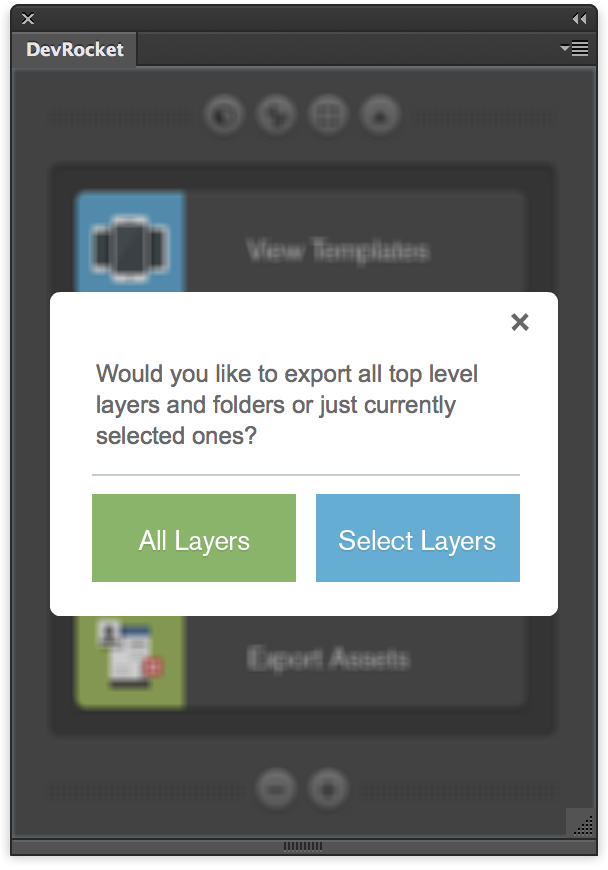 DevRocket
View Templates
Would you like to export all top level
layers and folders or just currently
selected ones?
All Layers
Select Layers
Export Assets